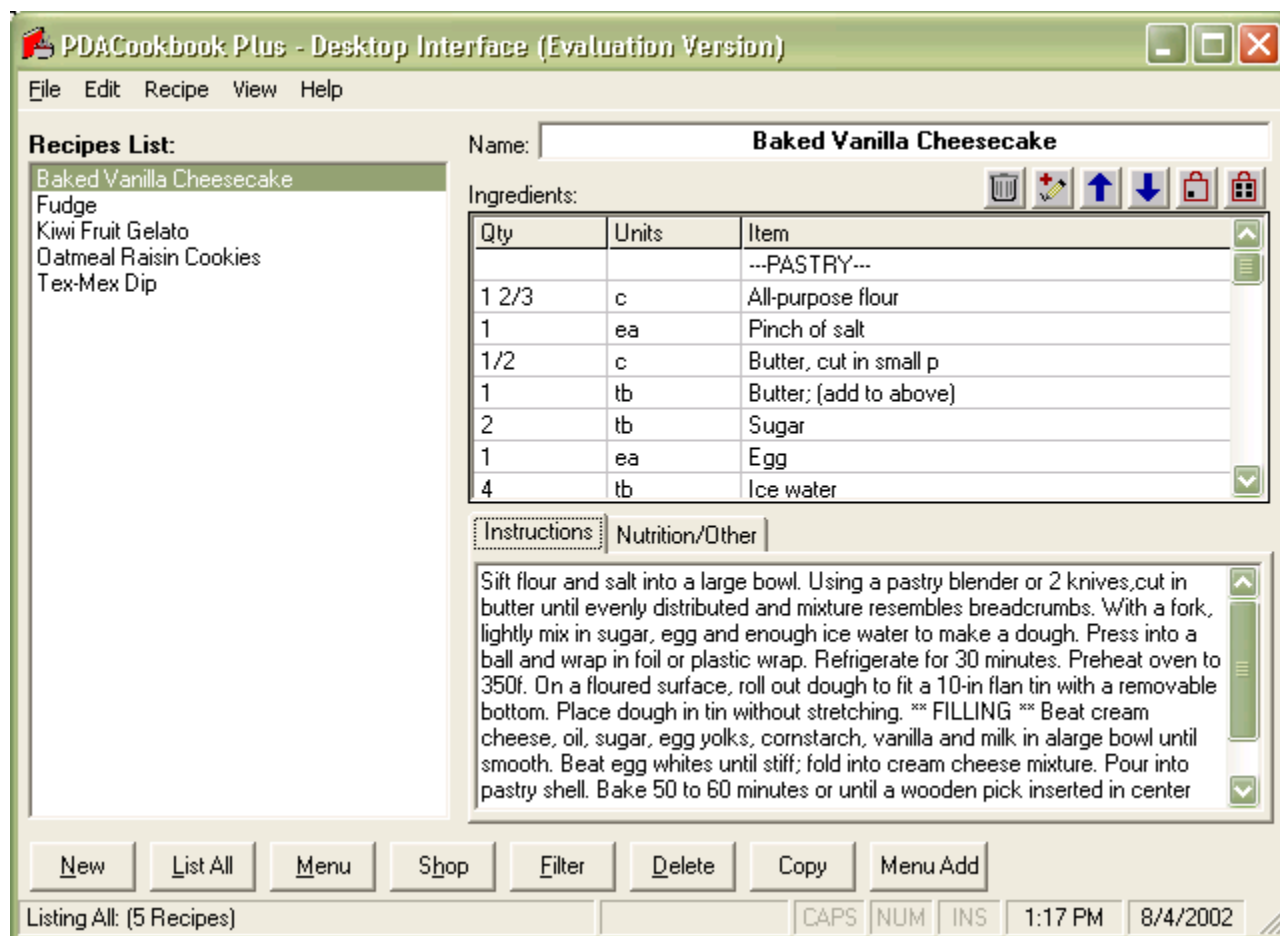 PDACookbook Plus - Desktop Interface (Evaluation Version)
File Edit Recipe View Help
Recipes List:
Baked Vanilla Cheesecake
Fudge
Kiwi Fruit Gelato
Oatmeal Raisin Cookies
Tex-Mex Dip
Name: Baked Vanilla Cheesecake
Ingredients:
Qty Units Item
---PASTRY---
1 2/3 c All-purpose flour
1 ea Pinch of salt
1/2 c Butter, cut in small p
1 tb Butter; (add to above)
2 tb Sugar
1 ea Egg
4 tb Ice water
Instructions Nutrition/Other
Sift flour and salt into a large bowl. Using a pastry blender or 2 knives,cut in
butter until evenly distributed and mixture resembles breadcrumbs. With a fork,
lightly mix in sugar, egg and enough ice water to make a dough. Press into a
ball and wrap in foil or plastic wrap. Refrigerate for 30 minutes. Preheat oven to
350f. On a floured surface, roll out dough to fit a 10-in flan tin with a removable
bottom. Place dough in tin without stretching. ** FILLING ** Beat cream
cheese, oil, sugar, egg yolks, cornstarch, vanilla and milk in alarge bowl until
smooth. Beat egg whites until stiff; fold into cream cheese mixture. Pour into
pastry shell. Bake 50 to 60 minutes or until a wooden pick inserted in center
New List All Menu Shop Filter Delete Copy Menu Add
Listing All: (5 Recipes) CAPS NUM INS 1:17 PM 8/4/2002